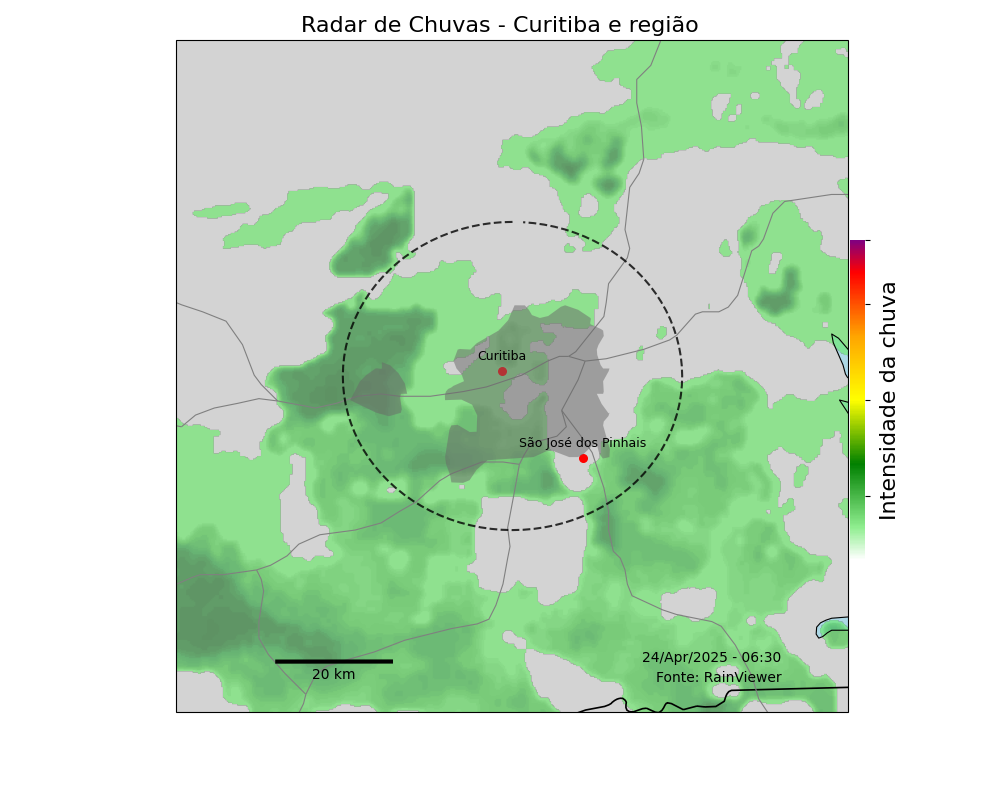 Radar de Chuvas - Curitiba e região
Curitiba
São José dos Pinhais
Intensidade da chuva
24/Apr/2025 - 06:30
Fonte: RainViewer
20 km